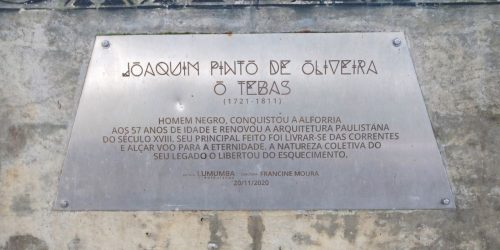 JOAQUIM PINTO DE OLIVEIRA
O TEBAS
(1721-1811)
HOMEM NEGRO, CONQUISTOU A ALFORRIA
AOS 57 ANOS DE IDADE E RENOVOU A ARQUITETURA PAULISTANA
DO SÉCULO XVIII. SEU PRINCIPAL FEITO FOI LIVRAR-SE DAS CORRENTES
E ALÇAR VOO PARA A ETERNIDADE. A NATUREZA COLETIVA DO
SEU LEGADO O LIBERTOU DO ESQUECIMENTO.
LUMUMBA FRANCINE MOURA
20/11/2020